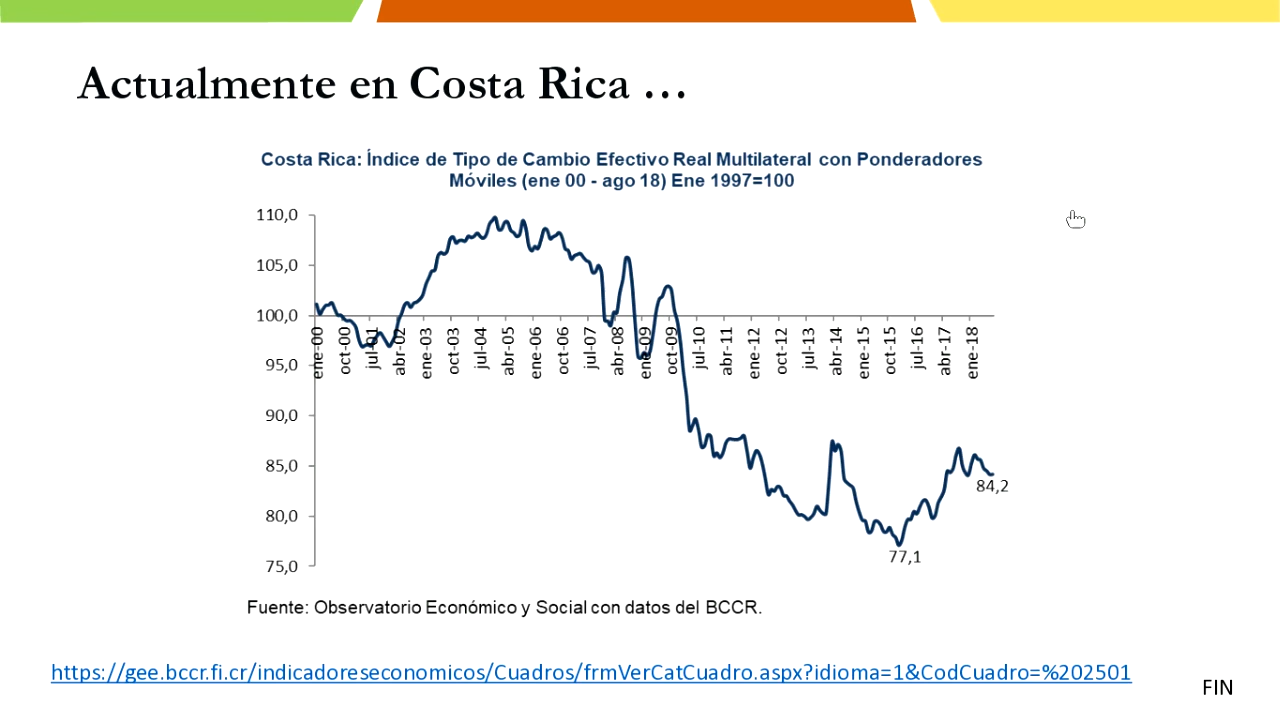 Actualmente en Costa Rica …
Costa Rica: Índice de Tipo de Cambio Efectivo Real Multilateral con Ponderadores
Móviles (ene 00 - ago 18) Ene 1997=100
110,0
105,0
100,0
95,0
90,0
85,0
80,0
75,0
ene-00
oct-00
jul-01
abr-02
ene-03
oct-03
jul-04
abr-05
ene-06
oct-06
jul-07
abr-08
ene-09
oct-09
jul-10
abr-11
ene-12
oct-12
jul-13
abr-14
ene-15
oct-15
jul-16
abr-17
ene-18
84,2
77,1
Fuente: Observatorio Económico y Social con datos del BCCR.
https://gee.bccr.fi.cr/indicadoreseconomicos/Cuadros/frmVerCatCuadro.aspx?idioma=1&CodCuadro=%202501
FIN